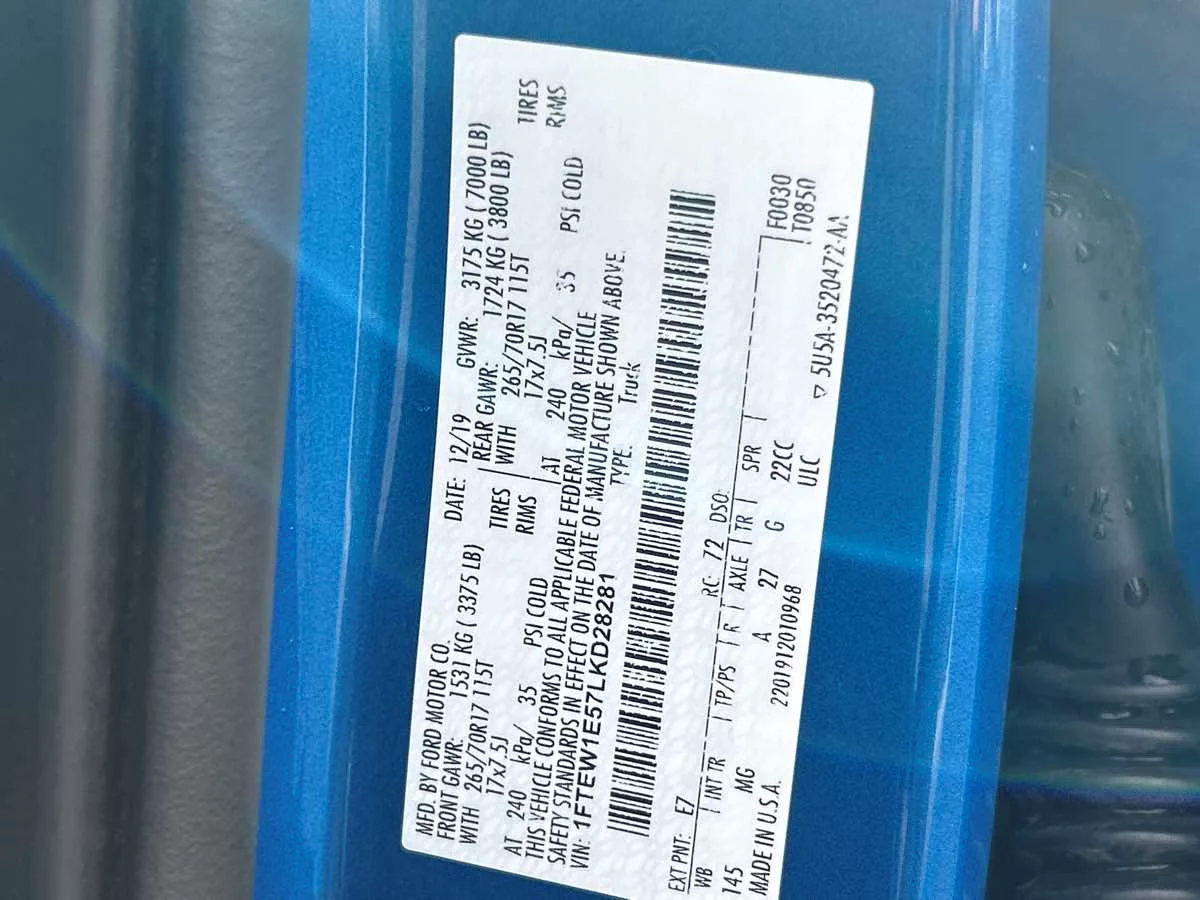 MFD. BY FORD MOTOR CO.
DATE: 12/19 GVWR: 3175 KG ( 7000 LB)
FRONT GAWR: 1531 KG ( 3375 LB) REAR GAWR: 1724 KG ( 3800 LB)
WITH 265/70R17 115T TIRES WITH 265/70R17 115T TIRES
17x7.5J RIMS 17x7.5J RIMS
AT 240 kPa/ 35 PSI COLD AT 240 kPa/ 35 PSI COLD
THIS VEHICLE CONFORMS TO ALL APPLICABLE FEDERAL MOTOR VEHICLE
SAFETY STANDARDS IN EFFECT ON THE DATE OF MANUFACTURE SHOWN ABOVE.
VIN: 1FTEW1E57LKD28281 TYPE: Truck
EXT PNT: E7 RC: 72 DSO:
WB INT TR TP/PS R AXLE TR SPR F0030
145 MG A 27 G 22CC T0850
MADE IN U.S.A. 2201912010968 ULC
▽ 5U5A-3520472-AA